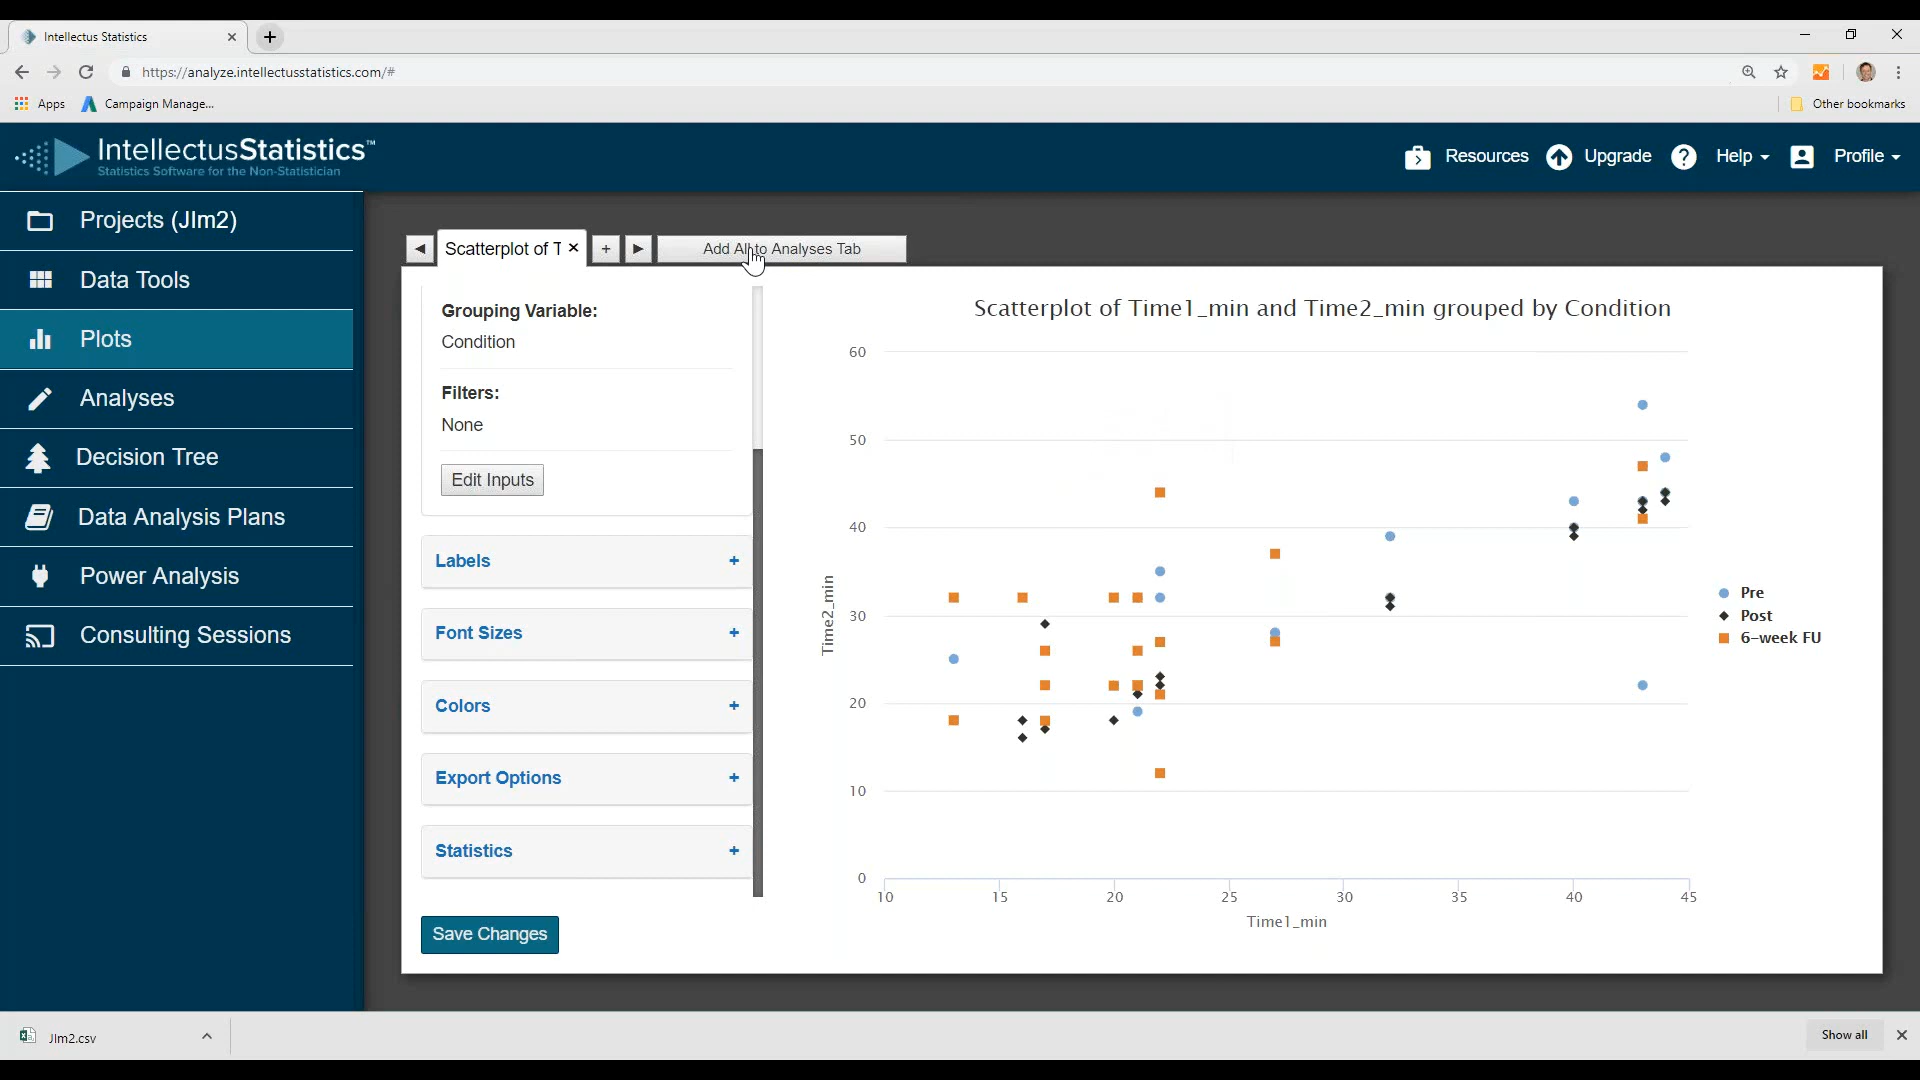 Intellectus Statistics
https://analyze.intellectusstatistics.com/#
Apps
Campaign Manage...
Other bookmarks
IntellectusStatistics™
Statistics Software for the Non-Statistician
Resources
Upgrade
Help
Profile
Projects (JIm2)
Data Tools
Plots
Analyses
Decision Tree
Data Analysis Plans
Power Analysis
Consulting Sessions
Scatterplot of T
+
Add All to Analyses Tab
Grouping Variable:
Condition
Filters:
None
Edit Inputs
Labels +
Font Sizes +
Colors +
Export Options +
Statistics +
Save Changes
Scatterplot of Time1_min and Time2_min grouped by Condition
60
50
40
30
20
10
0
Time2_min
10 15 20 25 30 35 40 45
Time1_min
Pre
Post
6-week FU
JIm2.csv
Show all